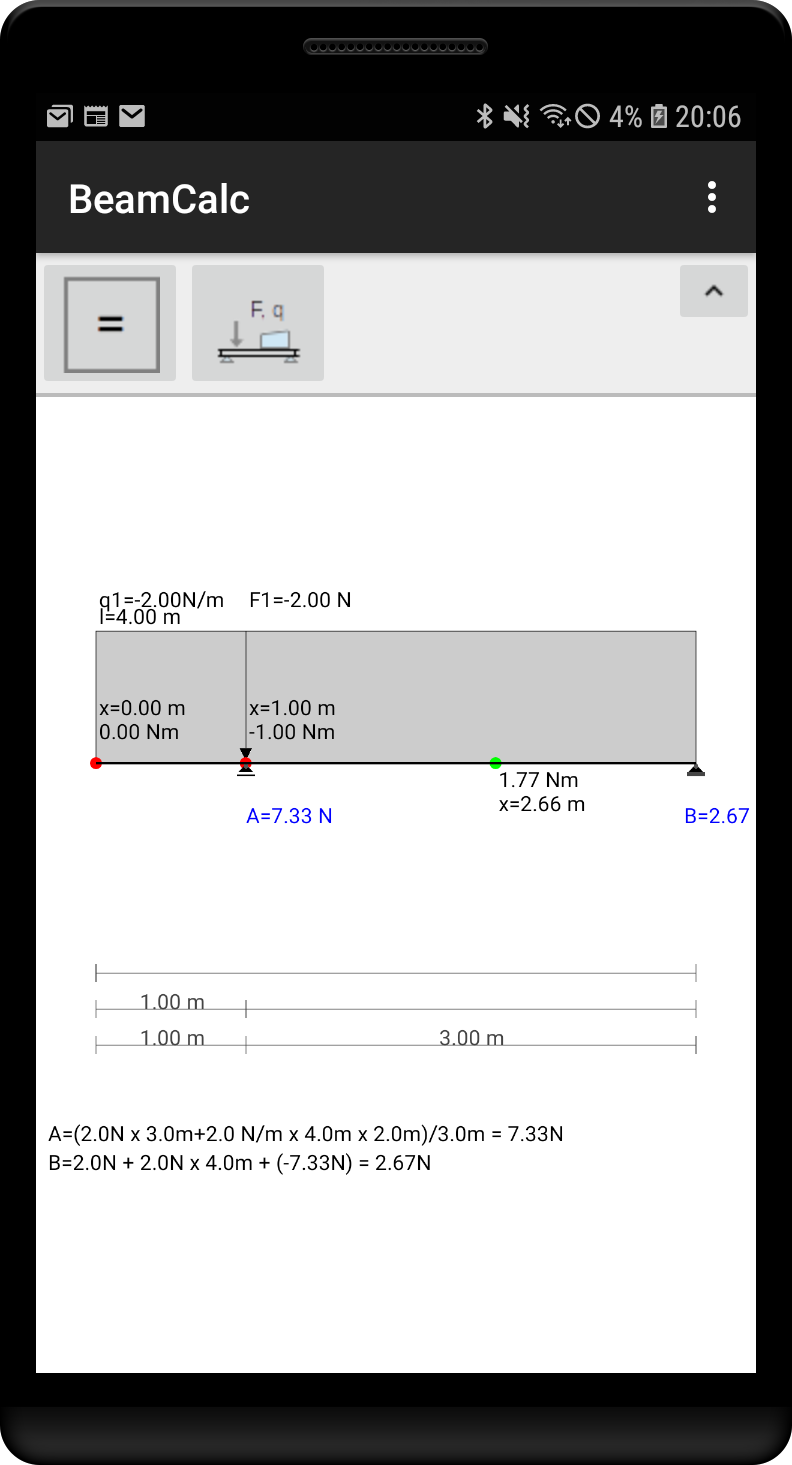 4% 20:06
BeamCalc
=
F, q
q1=-2.00N/m F1=-2.00 N
l=4.00 m
x=0.00 m x=1.00 m
0.00 Nm -1.00 Nm
1.77 Nm
x=2.66 m
A=7.33 N B=2.67
1.00 m
1.00 m 3.00 m
A=(2.0N x 3.0m+2.0 N/m x 4.0m x 2.0m)/3.0m = 7.33N
B=2.0N + 2.0N x 4.0m + (-7.33N) = 2.67N